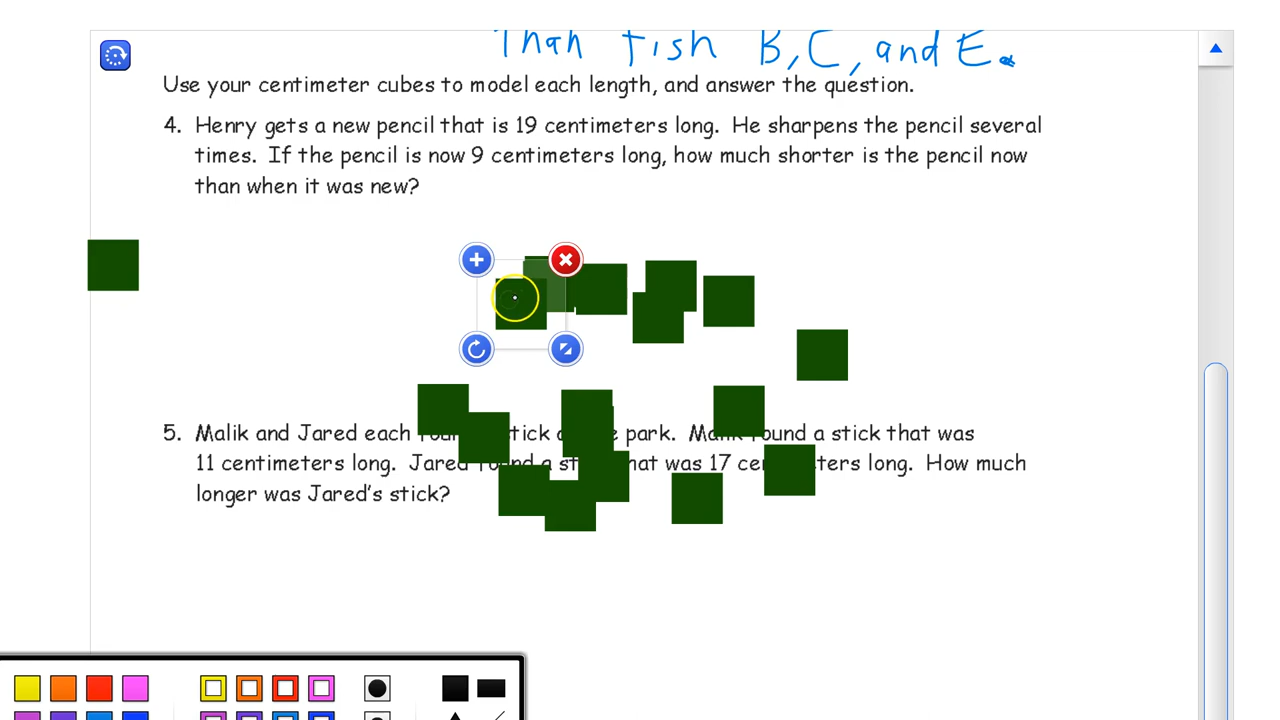 Than fish B, C, and E.
Use your centimeter cubes to model each length, and answer the question.
4. Henry gets a new pencil that is 19 centimeters long. He sharpens the pencil several
times. If the pencil is now 9 centimeters long, how much shorter is the pencil now
than when it was new?
5. Malik and Jared each stick park. found a stick that was
11 centimeters long. Jared a that was 17 long. How much
longer was Jared's stick?